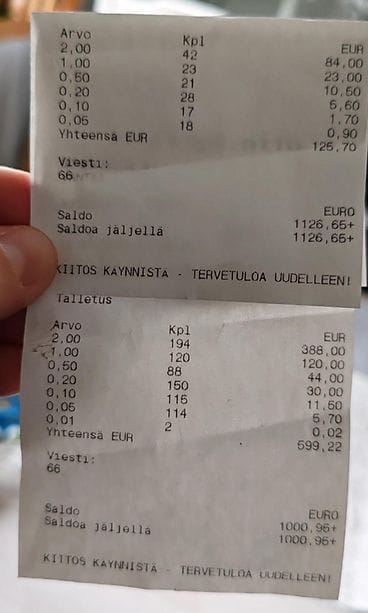 Arvo Kpl EUR
2,00 42 84,00
1,00 23 23,00
0,50 21 10,50
0,20 28 5,60
0,10 17 1,70
0,05 18 0,90
Yhteensä EUR 125,70
Viesti:
66
Saldo EURO
Saldoa jäljellä 1126,65+
1126,65+
KIITOS KÄYNNISTÄ - TERVETULOA UUDELLEEN!
Talletus
Arvo Kpl EUR
2,00 194 388,00
1,00 120 120,00
0,50 88 44,00
0,20 150 30,00
0,10 115 11,50
0,05 114 5,70
0,01 2 0,02
Yhteensä EUR 599,22
Viesti:
66
Saldo EURO
Saldoa jäljellä 1000,95+
1000,95+
KIITOS KÄYNNISTÄ - TERVETULOA UUDELLEEN!